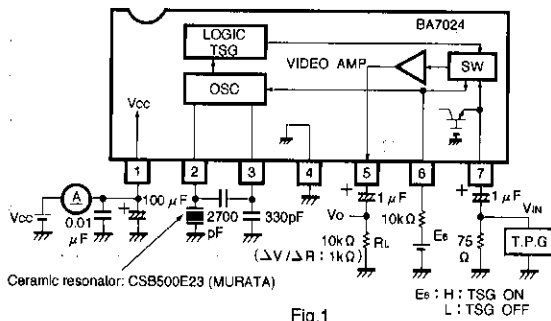 BA7024
LOGIC
TSG
VIDEO AMP
SW
OSC
Vcc
1
2
3
4
5
6
7
A
Vcc
0.01
μF
+
100 μF
2700
pF
330pF
+
1 μF
Vo
10kΩ
RL
(ΔV/ΔR : 1kΩ)
10kΩ
E6
+
1 μF
75
Ω
VIN
T.P.G
Ceramic resonator: CSB500E23 (MURATA)
E6 : H : TSG ON
L : TSG OFF
Fig.1